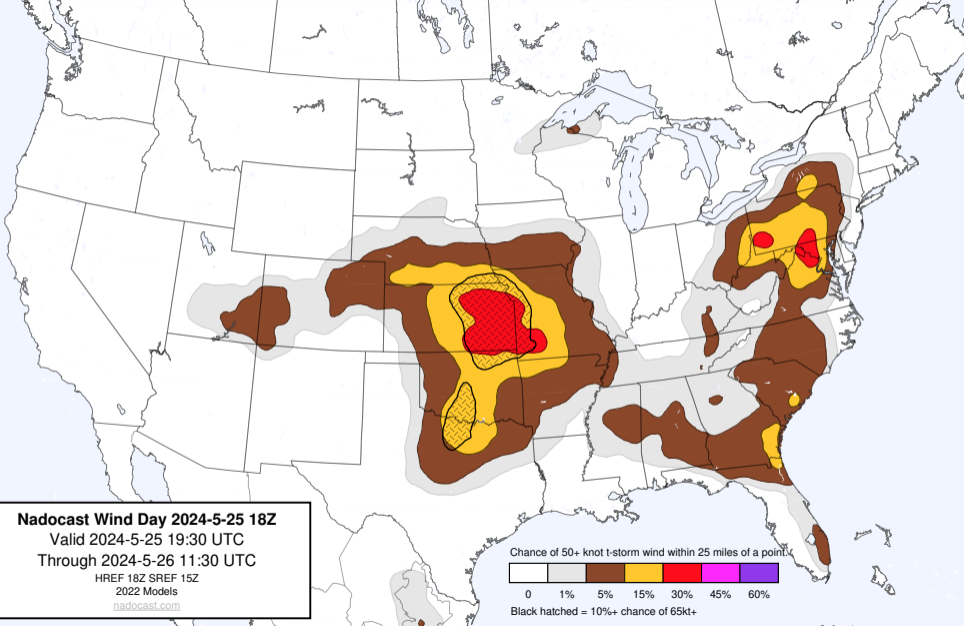 Nadocast Wind Day 2024-5-25 18Z
Valid 2024-5-25 19:30 UTC
Through 2024-5-26 11:30 UTC
HREF 18Z SREF 15Z
2022 Models
nadocast.com
Chance of 50+ knot t-storm wind within 25 miles of a point.
0 1% 5% 15% 30% 45% 60%
Black hatched = 10%+ chance of 65kt+